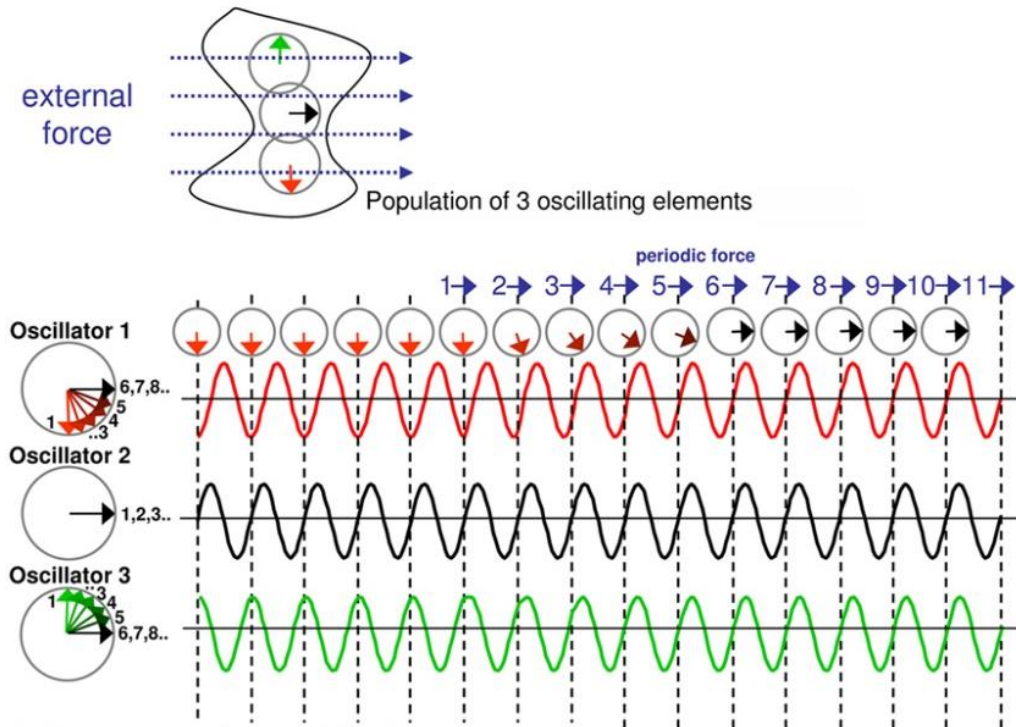 external
force
Population of 3 oscillating elements
periodic force
1 2 3 4 5 6 7 8 9 10 11
Oscillator 1
6,7,8..
5
4
..3
1
Oscillator 2
1,2,3..
Oscillator 3
..3
1
4
5
6,7,8..